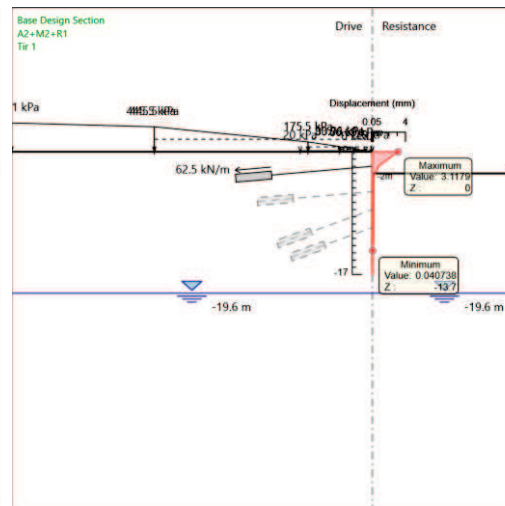 Base Design Section
A2+M2+R1
Tir 1
Drive
Resistance
Displacement (mm)
0.05
4
1 kPa
175.5 kPa
20 kPa
62.5 kN/m
-2m
Maximum
Value: 3.1179
Z : 0
-17
Minimum
Value: 0.040738
Z : -13.7
-19.6 m
-19.6 m